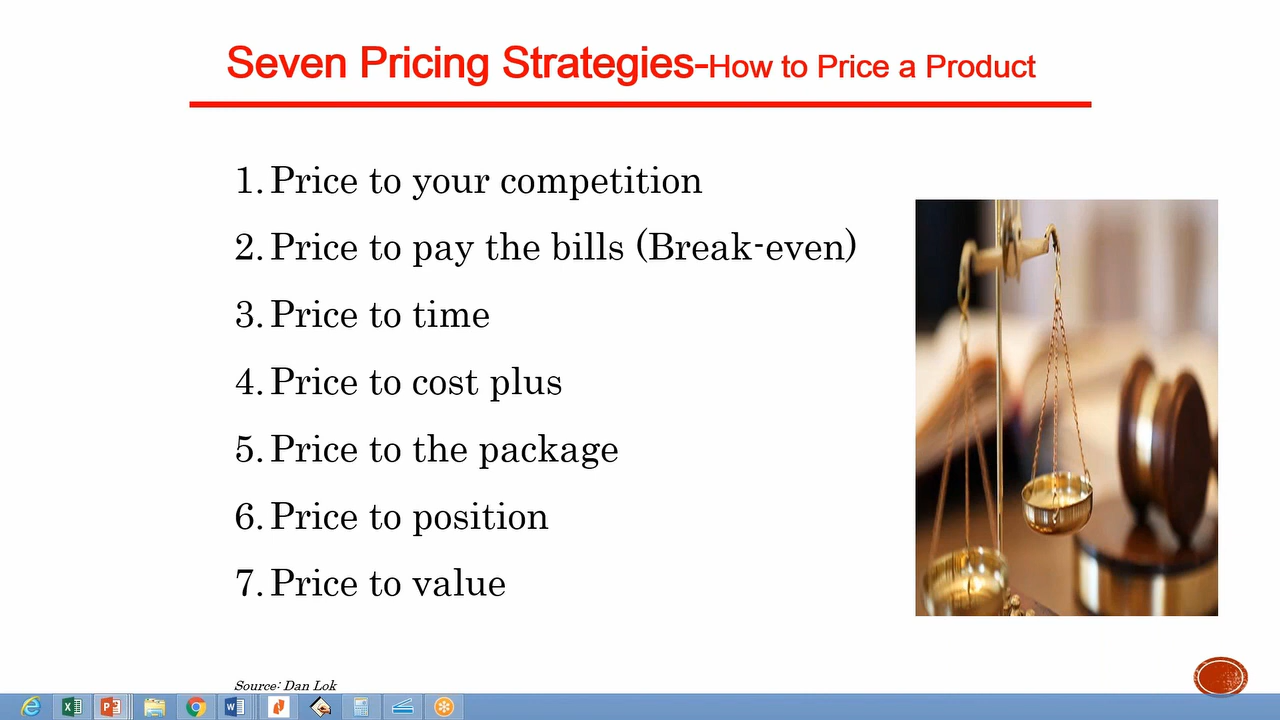 Seven Pricing Strategies-How to Price a Product
1. Price to your competition
2. Price to pay the bills (Break-even)
3. Price to time
4. Price to cost plus
5. Price to the package
6. Price to position
7. Price to value
Source: Dan Lok